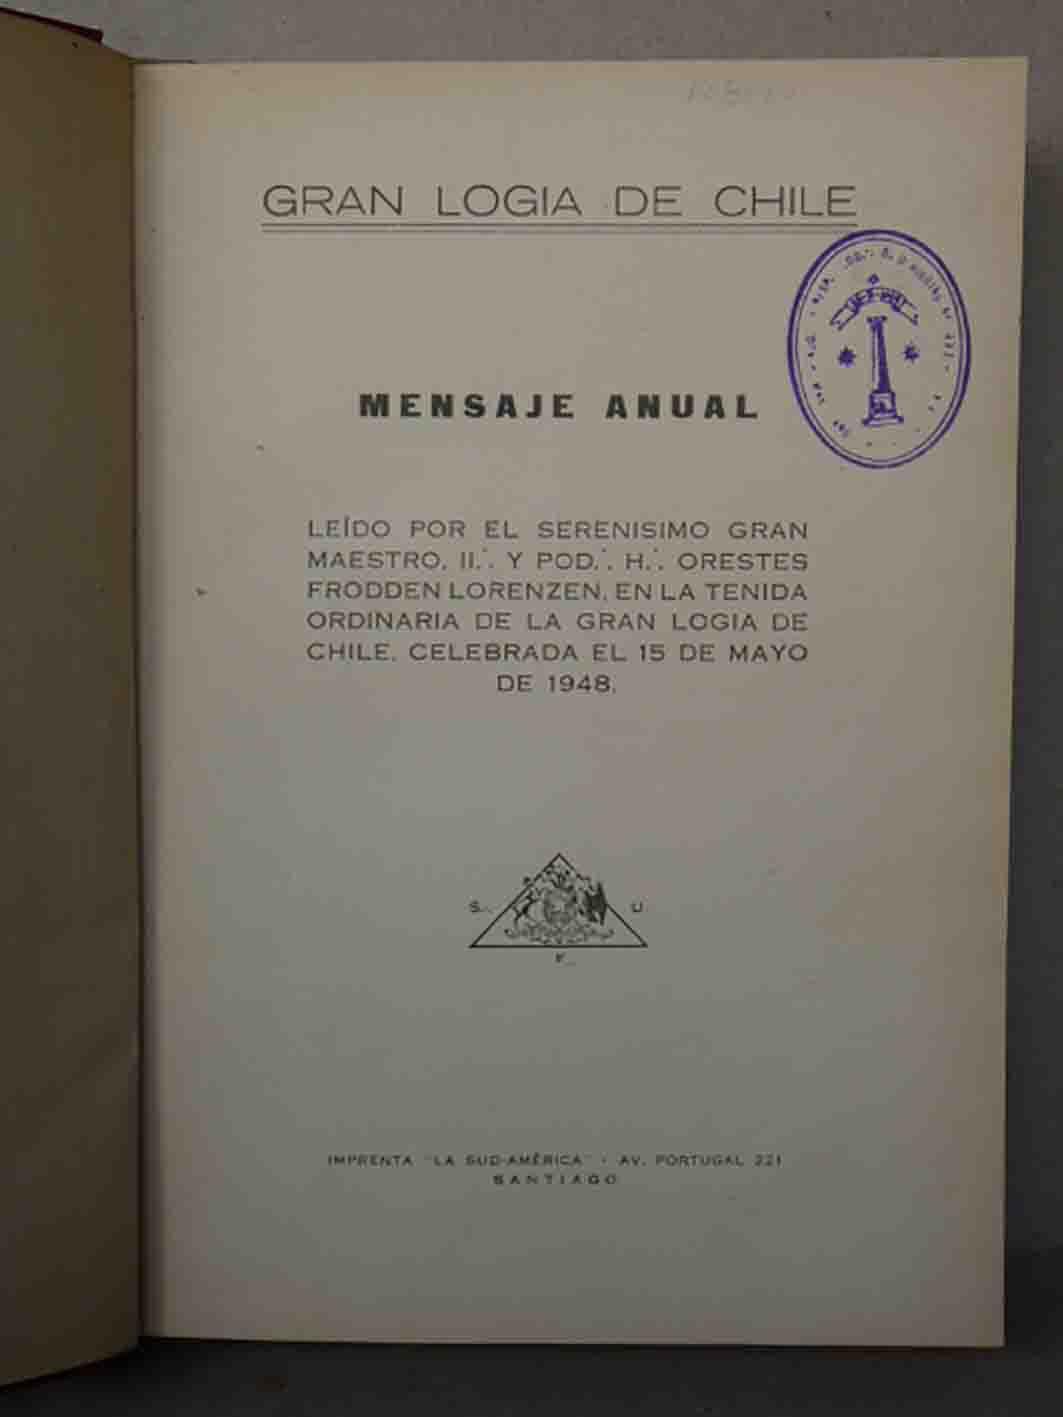 GRAN LOGIA DE CHILE
MENSAJE ANUAL
LEÍDO POR EL SERENISIMO GRAN
MAESTRO, II∴ Y POD∴ H∴ ORESTES
FRODDEN LORENZEN, EN LA TENIDA
ORDINARIA DE LA GRAN LOGIA DE
CHILE, CELEBRADA EL 15 DE MAYO
DE 1948.
S∴ U
F∴
IMPRENTA "LA SUD-AMÉRICA" - AV. PORTUGAL 221
SANTIAGO